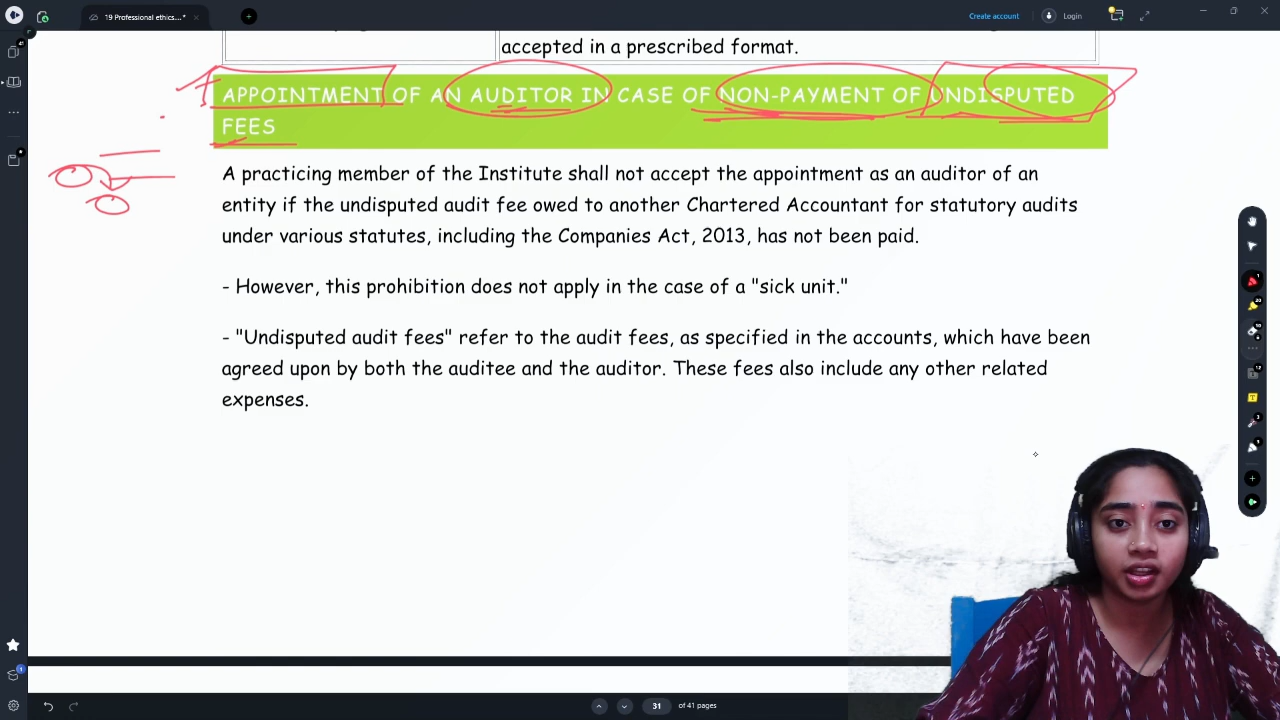 19 Professional ethics....*
Create account
Login
accepted in a prescribed format.
APPOINTMENT OF AN AUDITOR IN CASE OF NON-PAYMENT OF UNDISPUTED
FEES
A practicing member of the Institute shall not accept the appointment as an auditor of an
entity if the undisputed audit fee owed to another Chartered Accountant for statutory audits
under various statutes, including the Companies Act, 2013, has not been paid.
- However, this prohibition does not apply in the case of a "sick unit."
- "Undisputed audit fees" refer to the audit fees, as specified in the accounts, which have been
agreed upon by both the auditee and the auditor. These fees also include any other related
expenses.
31 of 41 pages